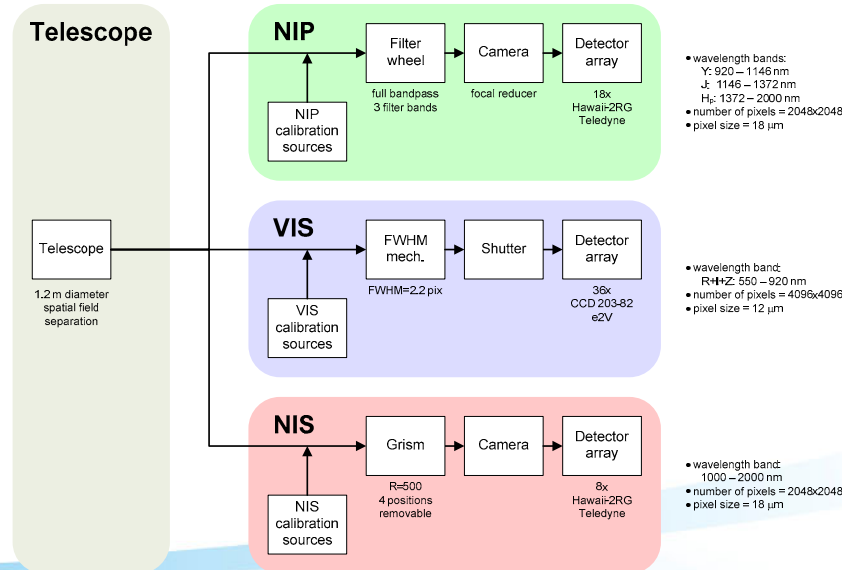 Telescope
Telescope
1.2 m diameter
spatial field
separation
NIP
Filter
wheel
full bandpass
3 filter bands
Camera
focal reducer
Detector
array
18x
Hawaii-2RG
Teledyne
NIP
calibration
sources
• wavelength bands:
Y: 920 – 1146 nm
J: 1146 – 1372 nm
Hp: 1372 – 2000 nm
• number of pixels = 2048x2048
• pixel size = 18 µm
VIS
FWHM
mech.
FWHM=2.2 pix
Shutter
Detector
array
36x
CCD 203-82
e2V
VIS
calibration
sources
• wavelength band:
R+I+Z: 550 – 920 nm
• number of pixels = 4096x4096
• pixel size = 12 µm
NIS
Grism
R=500
4 positions
removable
Camera
Detector
array
8x
Hawaii-2RG
Teledyne
NIS
calibration
sources
• wavelength band:
1000 – 2000 nm
• number of pixels = 2048x2048
• pixel size = 18 µm